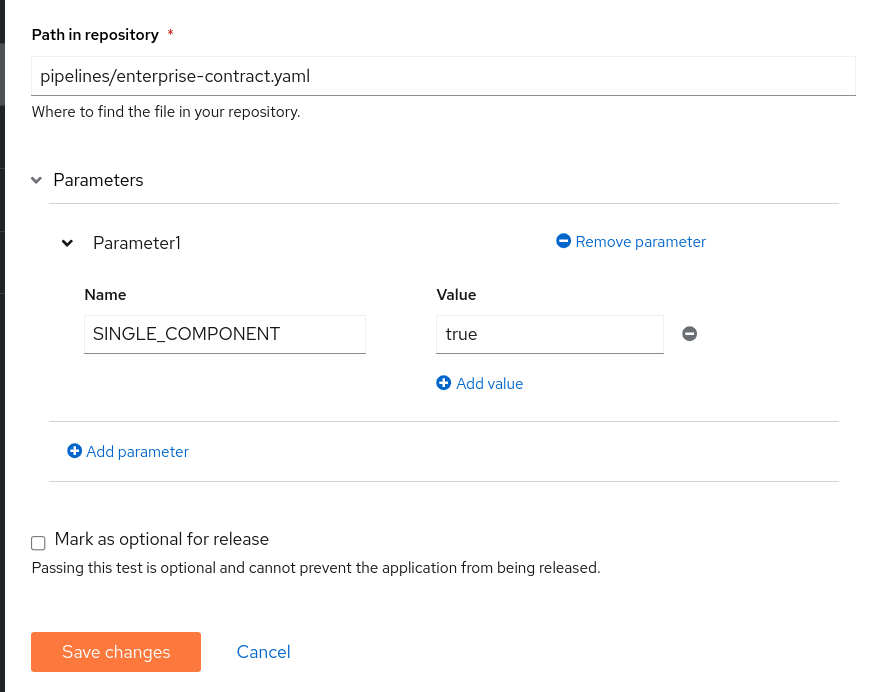 Path in repository *
pipelines/enterprise-contract.yaml
Where to find the file in your repository.
Parameters
Parameter1
Remove parameter
Name
Value
SINGLE_COMPONENT
true
Add value
Add parameter
Mark as optional for release
Passing this test is optional and cannot prevent the application from being released.
Save changes
Cancel